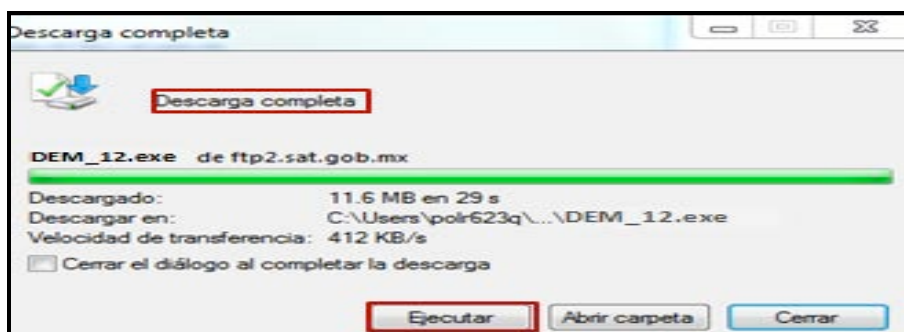 Descarga completa
Descarga completa
DEM_12.exe de ftp2.sat.gob.mx
Descargado: 11.6 MB en 29 s
Descargar en: C:\Users\polr623q\...\DEM_12.exe
Velocidad de transferencia: 412 KB/s
Cerrar el diálogo al completar la descarga
Ejecutar Abrir carpeta Cerrar